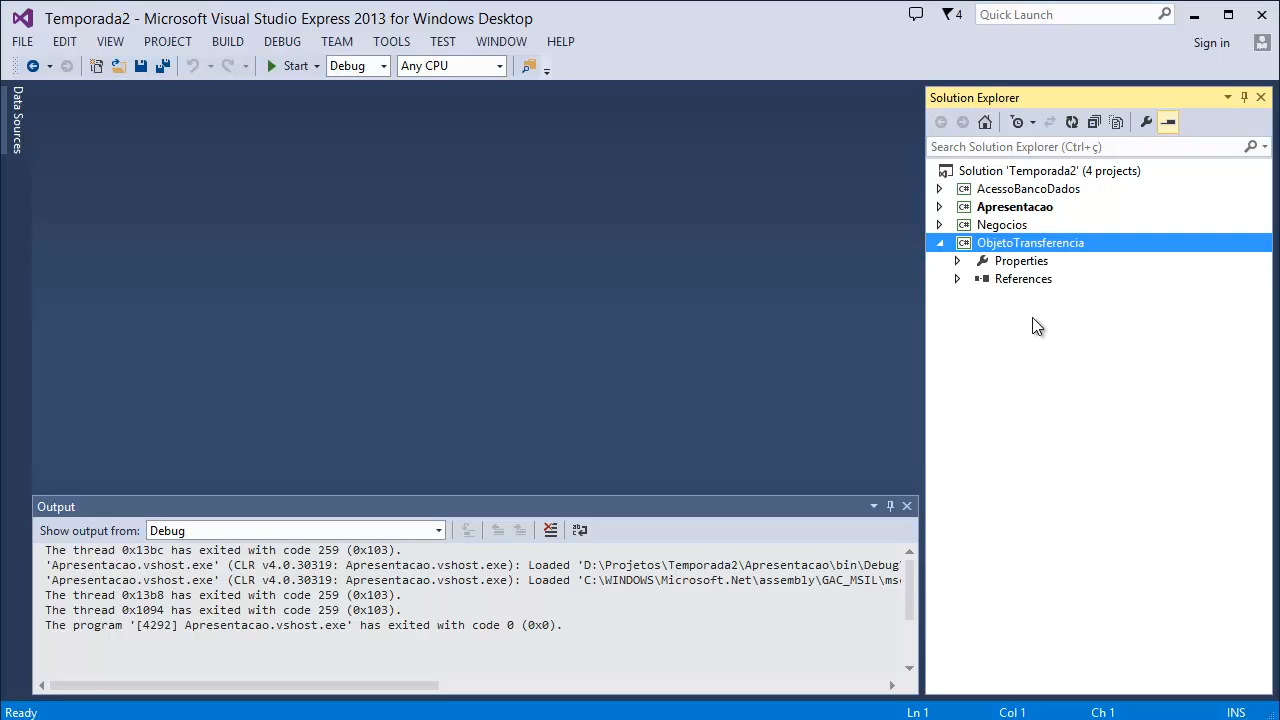 Temporada2 - Microsoft Visual Studio Express 2013 for Windows Desktop
4
Quick Launch
FILE EDIT VIEW PROJECT BUILD DEBUG TEAM TOOLS TEST WINDOW HELP
Sign in
Start Debug Any CPU
Data Sources
Solution Explorer
Search Solution Explorer (Ctrl+ç)
Solution 'Temporada2' (4 projects)
C# AcessoBancoDados
C# Apresentacao
C# Negocios
C# ObjetoTransferencia
Properties
References
Output
Show output from: Debug
The thread 0x13bc has exited with code 259 (0x103).
'Apresentacao.vshost.exe' (CLR v4.0.30319: Apresentacao.vshost.exe): Loaded 'D:\Projetos\Temporada2\Apresentacao\bin\Debug
'Apresentacao.vshost.exe' (CLR v4.0.30319: Apresentacao.vshost.exe): Loaded 'C:\WINDOWS\Microsoft.Net\assembly\GAC_MSIL\ms
The thread 0x13b8 has exited with code 259 (0x103).
The thread 0x1094 has exited with code 259 (0x103).
The program '[4292] Apresentacao.vshost.exe' has exited with code 0 (0x0).
Ready Ln 1 Col 1 Ch 1 INS